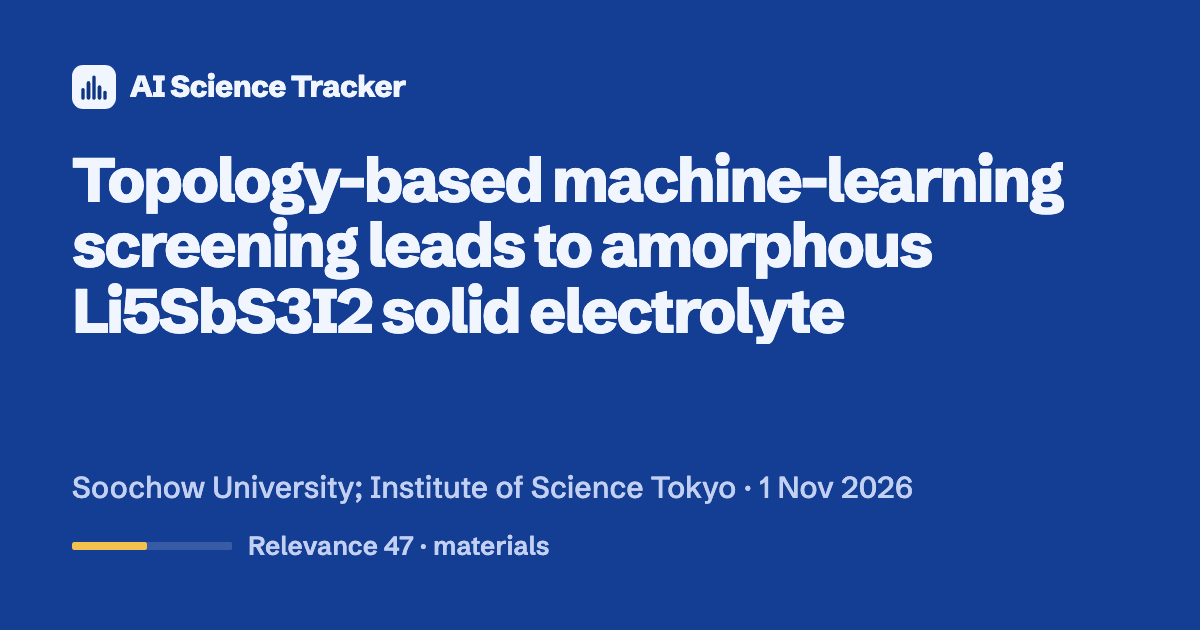 AI Science Tracker
Topology-based machine-learning
screening leads to amorphous
Li5SbS3I2 solid electrolyte
Soochow University; Institute of Science Tokyo · 1 Nov 2026
Relevance 47 · materials